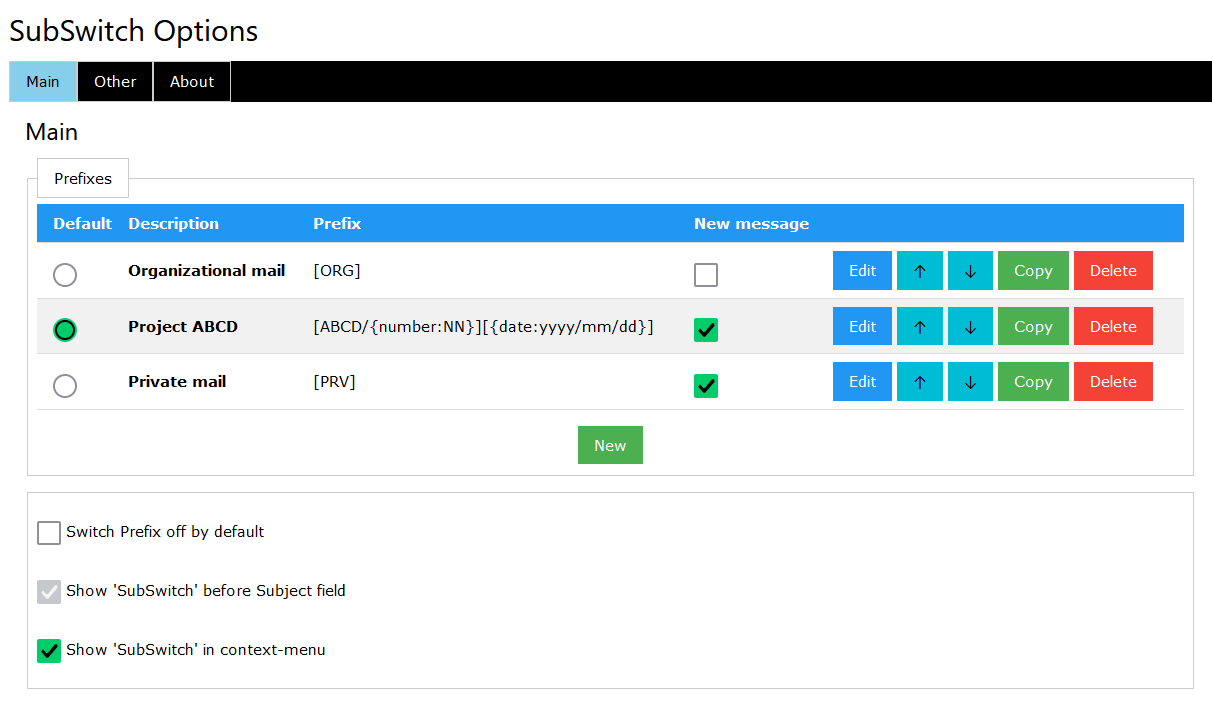 SubSwitch Options
Main Other About
Main
Prefixes
Default Description Prefix New message
Organizational mail [ORG] Edit ↑ ↓ Copy Delete
Project ABCD [ABCD/{number:NN}][{date:yyyy/mm/dd}] Edit ↑ ↓ Copy Delete
Private mail [PRV] Edit ↑ ↓ Copy Delete
New
Switch Prefix off by default
Show 'SubSwitch' before Subject field
Show 'SubSwitch' in context-menu